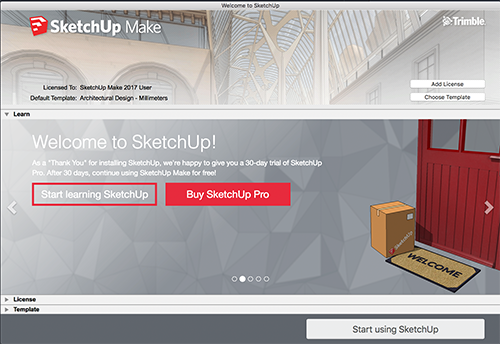 Welcome to SketchUp
SketchUp Make
Trimble
Licensed To: SketchUp Make 2017 User
Add License
Default Template: Architectural Design - Millimeters
Choose Template
Learn
Welcome to SketchUp!
As a "Thank You" for installing SketchUp, we're happy to give you a 30-day trial of SketchUp
Pro. After 30 days, continue using SketchUp Make for free!
Start learning SketchUp
Buy SketchUp Pro
SketchUp
WELCOME
License
Template
Start using SketchUp